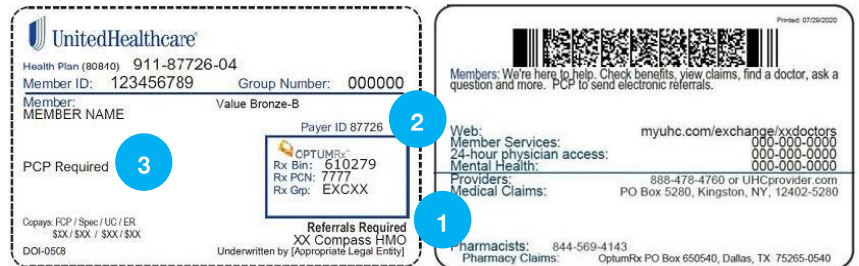 UnitedHealthcare
Health Plan (80840) 911-87726-04
Member ID: 123456789 Group Number: 000000
Member: Value Bronze-B
MEMBER NAME
Payer ID 87726
2
PCP Required
3
OPTUMRx
Rx Bin: 610279
Rx PCN: 7777
Rx Grp: EXCXX
1
Copays: PCP / Spec / UC / ER
$XX / $XX / $XX / $XX
Referrals Required
XX Compass HMO
DOI-0508 Underwritten by [Appropriate Legal Entity]
Printed: 07/29/2020
Members: We're here to help. Check benefits, view claims, find a doctor, ask a
question and more. PCP to send electronic referrals.
Web: myuhc.com/exchange/xxdoctors
Member Services: 000-000-0000
24-hour physician access: 000-000-0000
Mental Health: 000-000-0000
Providers: 888-478-4760 or UHCprovider.com
Medical Claims: PO Box 5280, Kingston, NY, 12402-5280
Pharmacists: 844-569-4143
Pharmacy Claims: OptumRx PO Box 650540, Dallas, TX 75265-0540